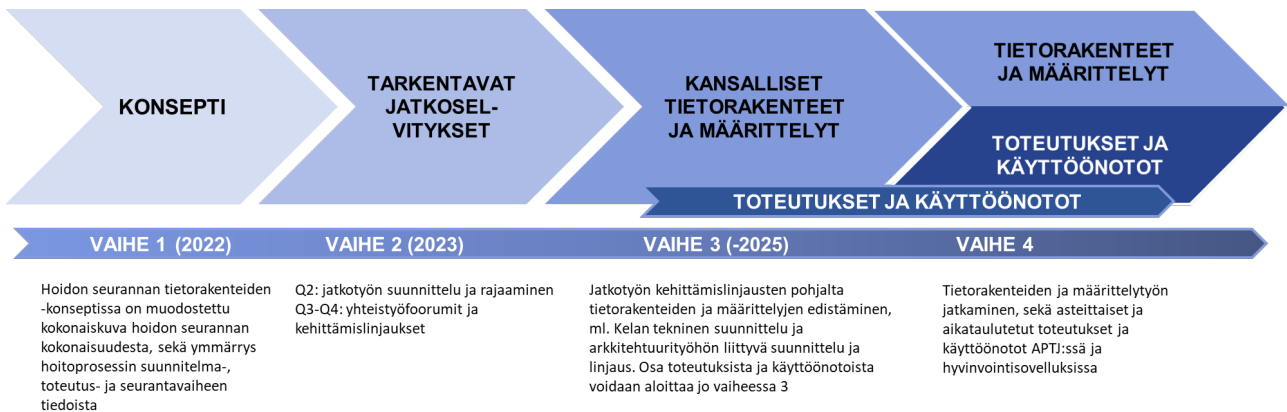 KONSEPTI
TARKENTAVAT
JATKOSEL-
VITYKSET
KANSALLISET
TIETORAKENTEET
JA MÄÄRITTELYT
TIETORAKENTEET
JA MÄÄRITTELYT
TOTEUTUKSET JA
KÄYTTÖÖNOTOT
TOTEUTUKSET JA KÄYTTÖÖNOTOT
VAIHE 1 (2022)
VAIHE 2 (2023)
VAIHE 3 (-2025)
VAIHE 4
Hoidon seurannan tietorakenteiden
-konseptissa on muodostettu
kokonaiskuva hoidon seurannan
kokonaisuudesta, sekä ymmärrys
hoitoprosessin suunnitelma-,
toteutus- ja seurantavaiheen
tiedoista
Q2: jatkotyön suunnittelu ja rajaaminen
Q3-Q4: yhteistyöfoorumit ja
kehittämislinjaukset
Jatkotyön kehittämislinjausten pohjalta
tietorakenteiden ja määrittelyjen edistäminen,
ml. Kelan tekninen suunnittelu ja
arkkitehtuurityöhön liittyvä suunnittelu ja
linjaus. Osa toteutuksista ja käyttöönotoista
voidaan aloittaa jo vaiheessa 3
Tietorakenteiden ja määrittelytyön
jatkaminen, sekä asteittaiset ja
aikataulutetut toteutukset ja
käyttöönotot APTJ:ssä ja
hyvinvointisovelluksissa